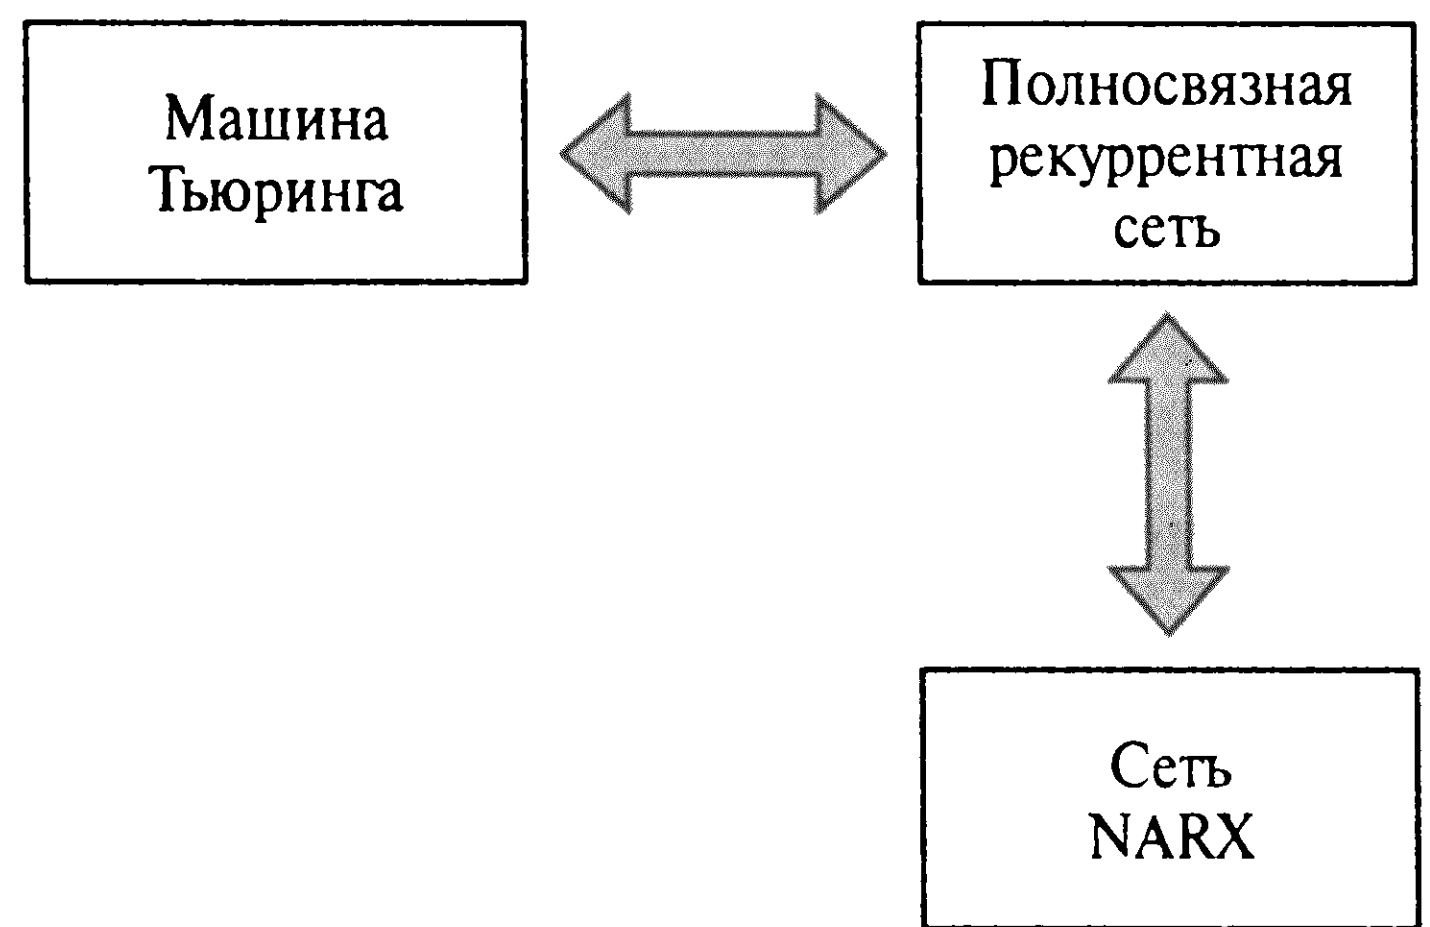 Машина
Тьюринга
Полносвязная
рекуррентная
сеть
Сеть
NARX